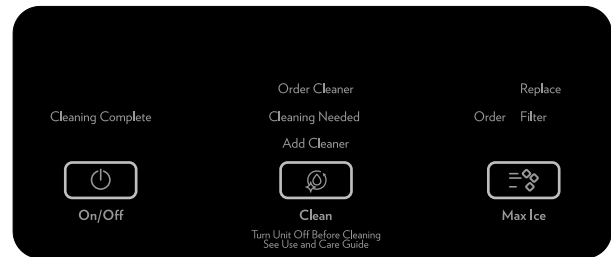 Order Cleaner
Replace
Cleaning Complete
Cleaning Needed
Order Filter
Add Cleaner
On/Off
Clean
Max Ice
Turn Unit Off Before Cleaning
See Use and Care Guide